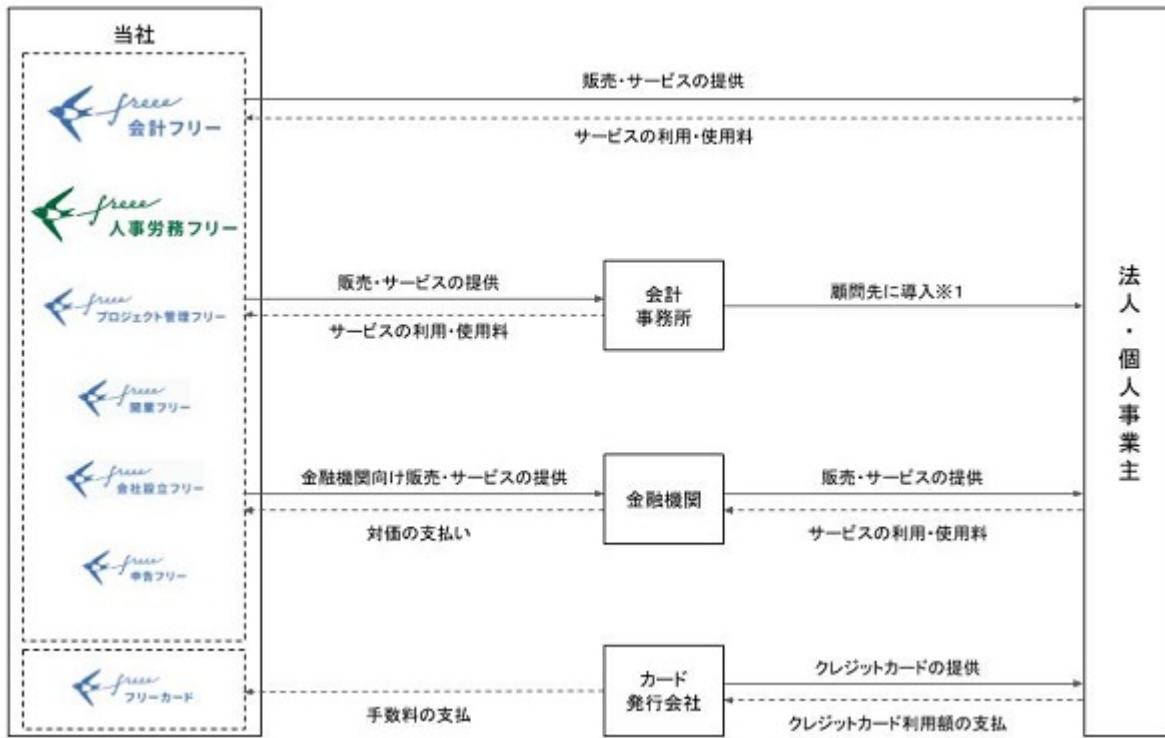 当社
freee
会計フリー
freee
人事労務フリー
freee
プロジェクト管理フリー
freee
開業フリー
freee
会社設立フリー
freee
申告フリー
freee
フリーカード
販売・サービスの提供
サービスの利用・使用料
販売・サービスの提供
サービスの利用・使用料
会計
事務所
顧問先に導入※1
金融機関向け販売・サービスの提供
対価の支払い
金融機関
販売・サービスの提供
サービスの利用・使用料
手数料の支払
カード
発行会社
クレジットカードの提供
クレジットカード利用額の支払
法人・個人事業主